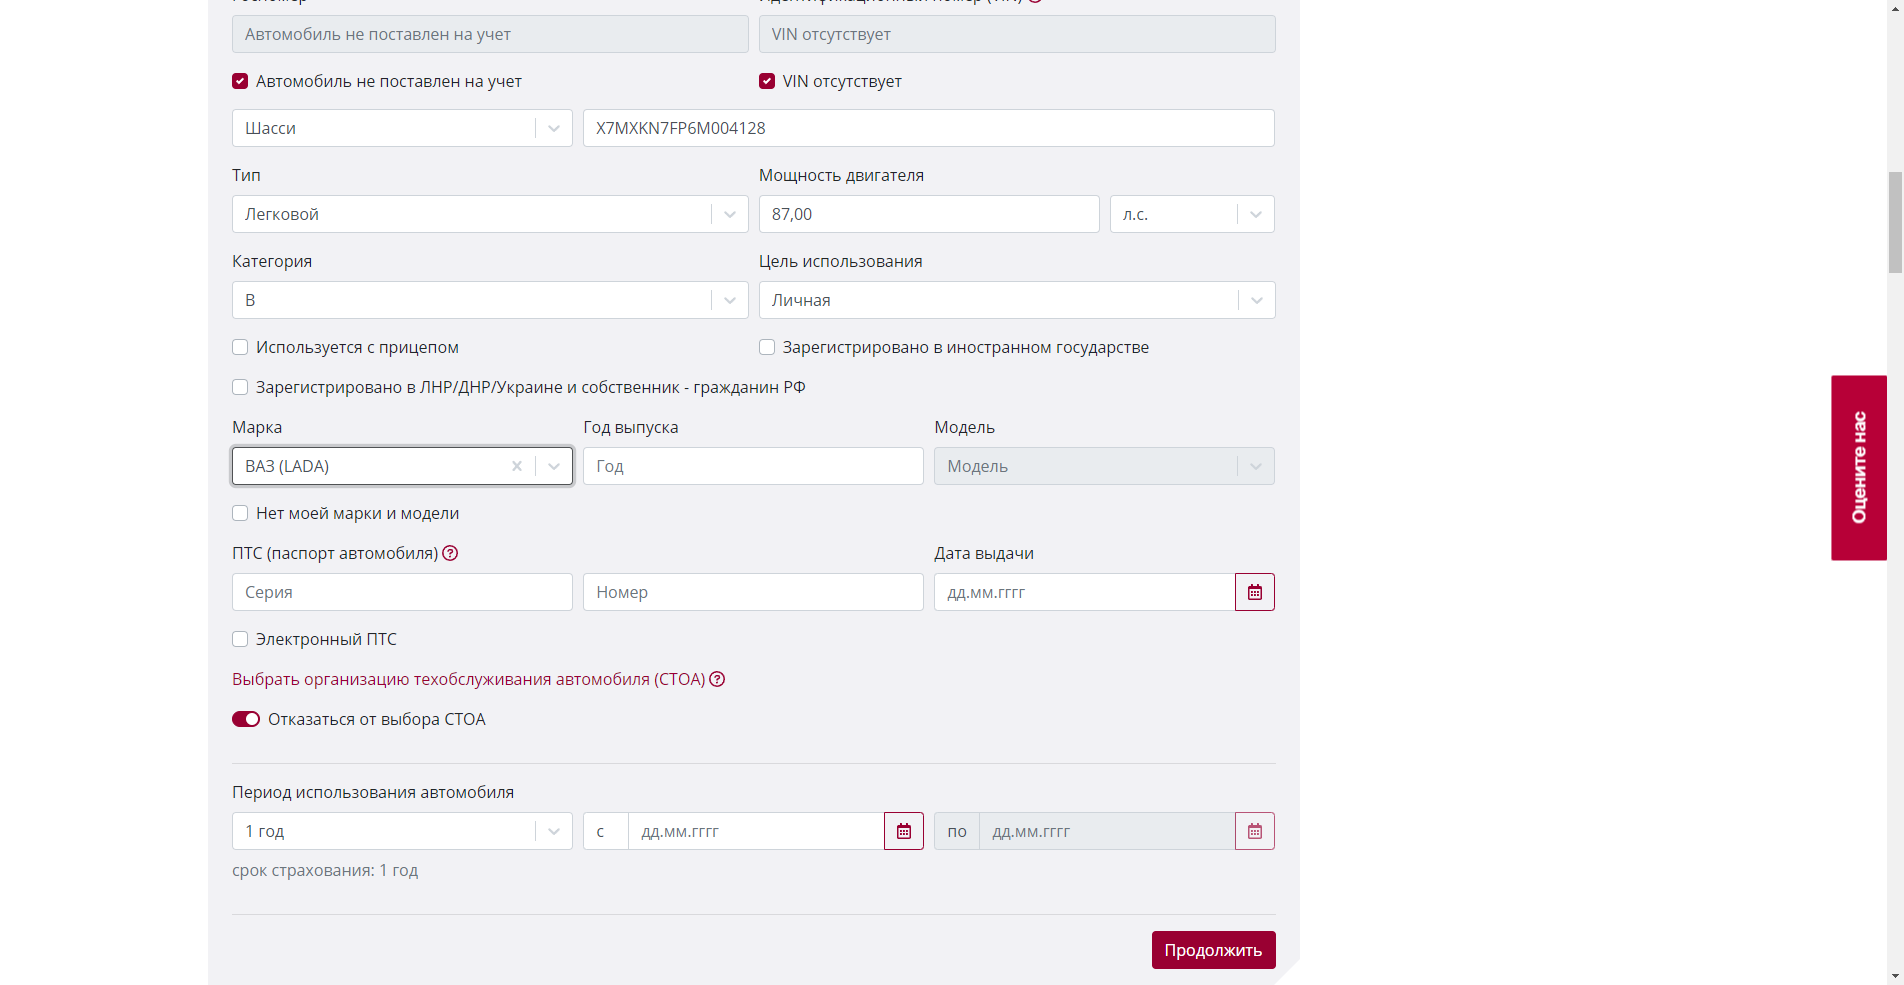 Автомобиль не поставлен на учет
VIN отсутствует
Автомобиль не поставлен на учет
VIN отсутствует
Шасси
X7MXKN7FP6M004128
Тип
Мощность двигателя
Легковой
87,00
л.с.
Категория
Цель использования
B
Личная
Используется с прицепом
Зарегистрировано в иностранном государстве
Зарегистрировано в ЛНР/ДНР/Украине и собственник - гражданин РФ
Марка
Год выпуска
Модель
ВАЗ (LADA)
Год
Модель
Нет моей марки и модели
ПТС (паспорт автомобиля)
Дата выдачи
Серия
Номер
дд.мм.гггг
Электронный ПТС
Выбрать организацию техобслуживания автомобиля (СТОА)
Отказаться от выбора СТОА
Период использования автомобиля
1 год
с
дд.мм.гггг
по
дд.мм.гггг
срок страхования: 1 год
Продолжить
Оцените нас